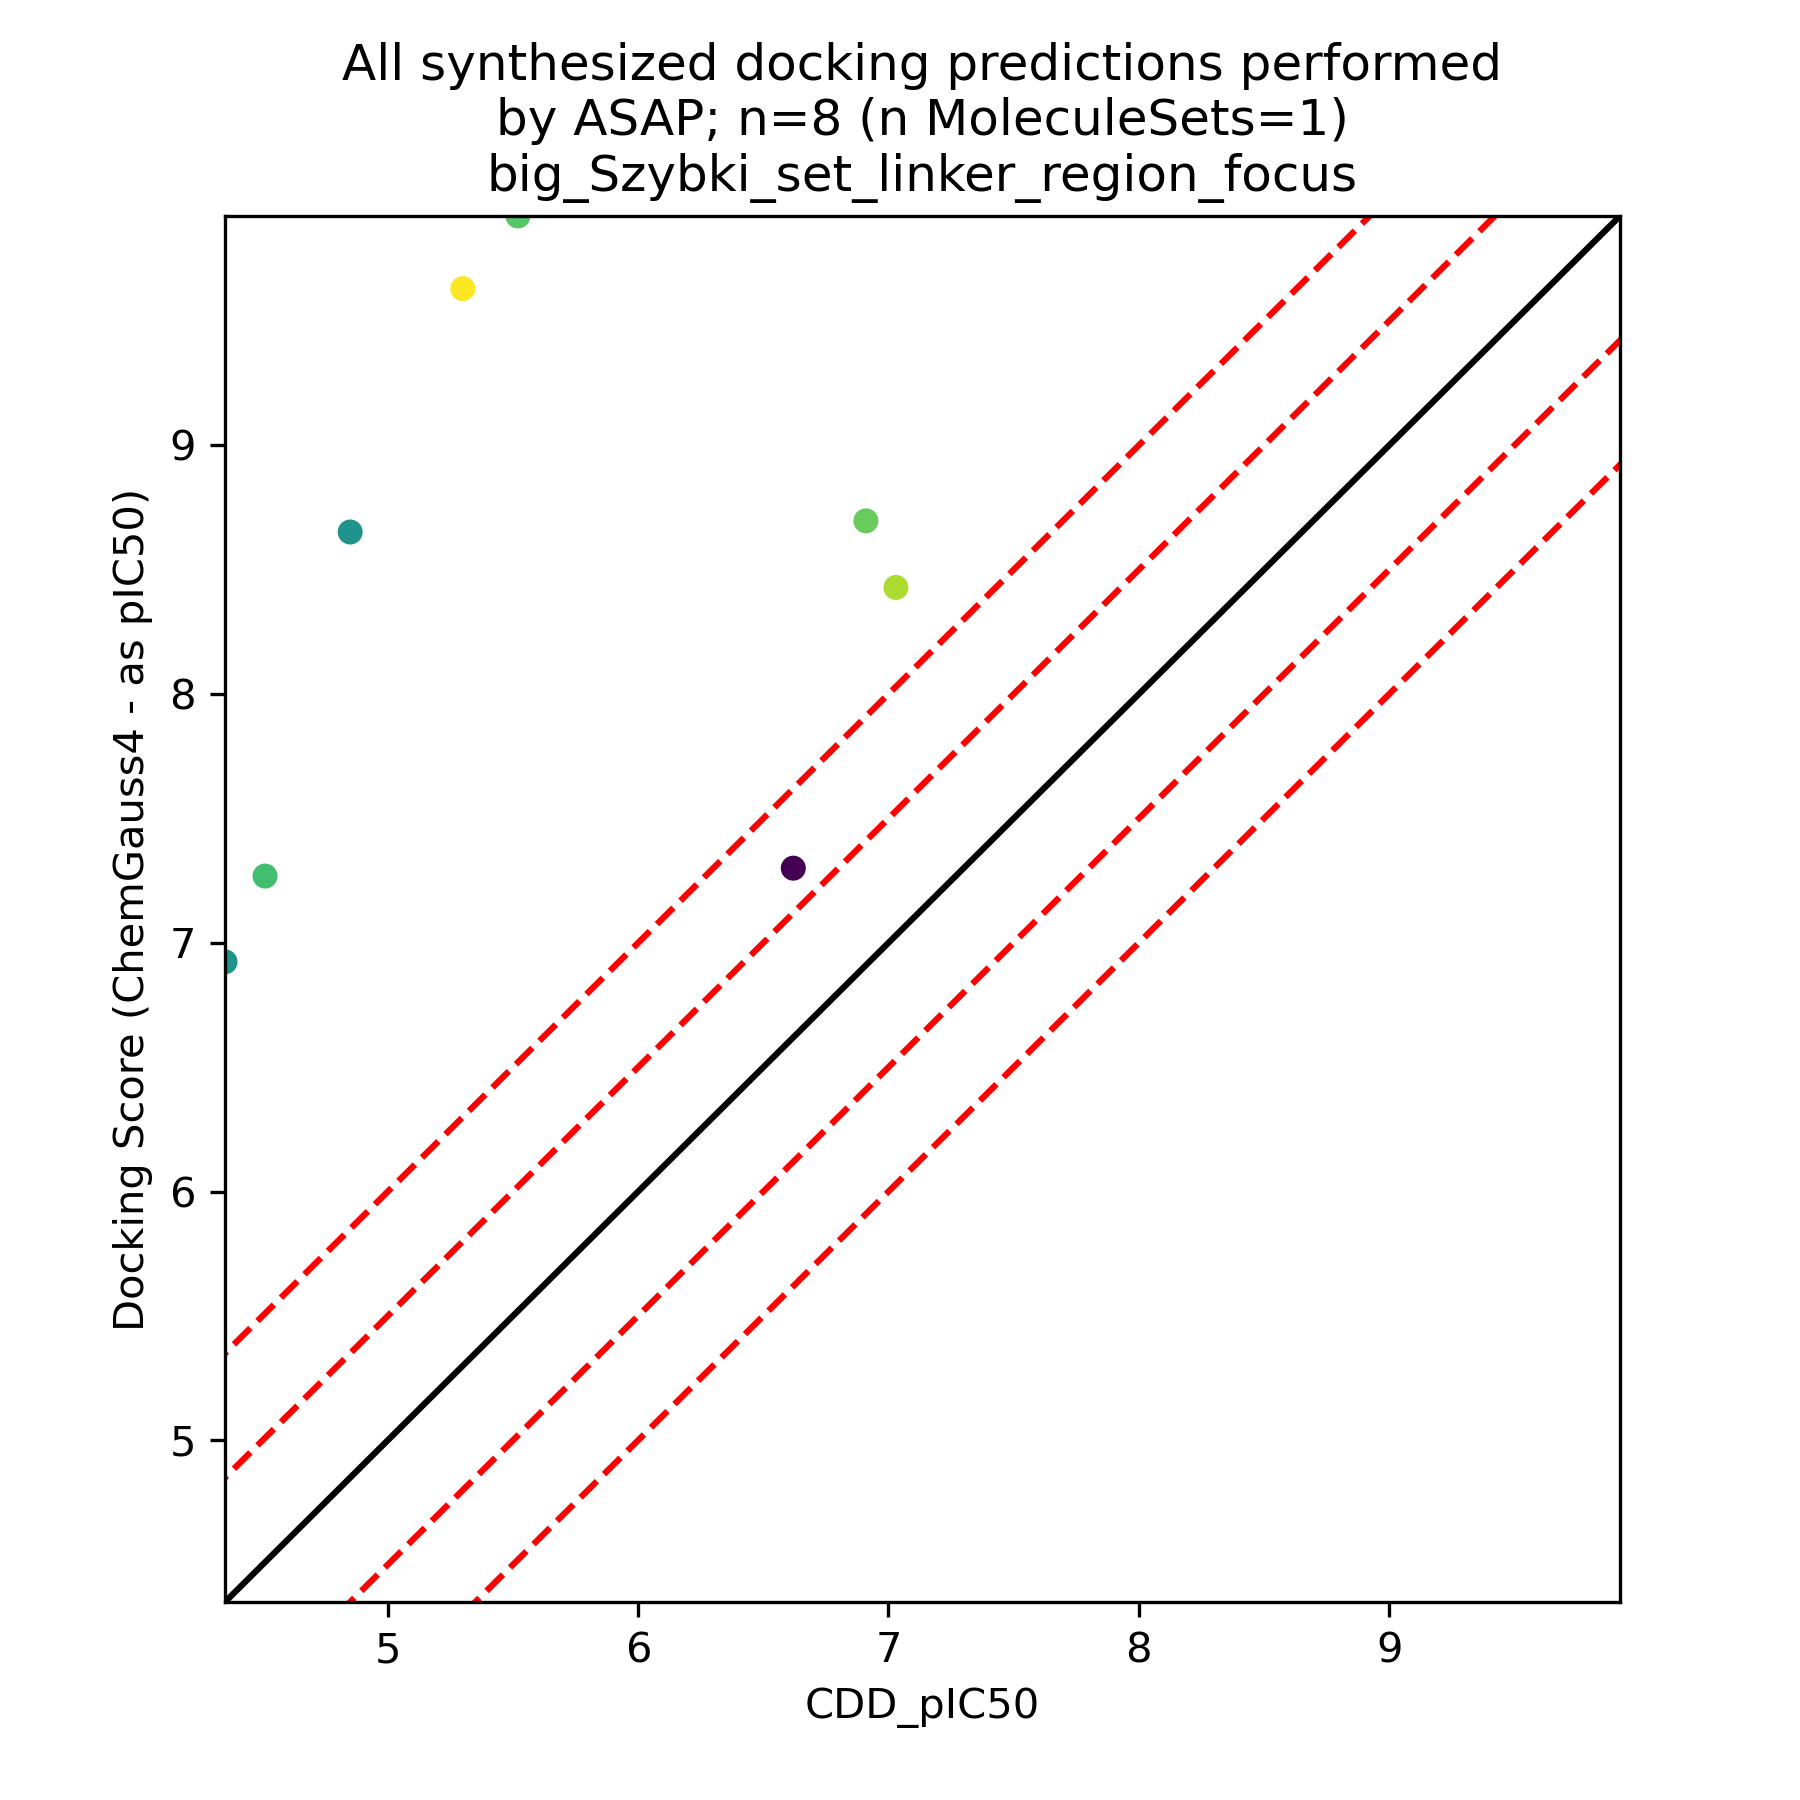 All synthesized docking predictions performed
by ASAP; n=8 (n MoleculeSets=1)
big_Szybki_set_linker_region_focus
Docking Score (ChemGauss4 - as pIC50)
9
8
7
6
5
5
6
7
8
9
CDD_pIC50